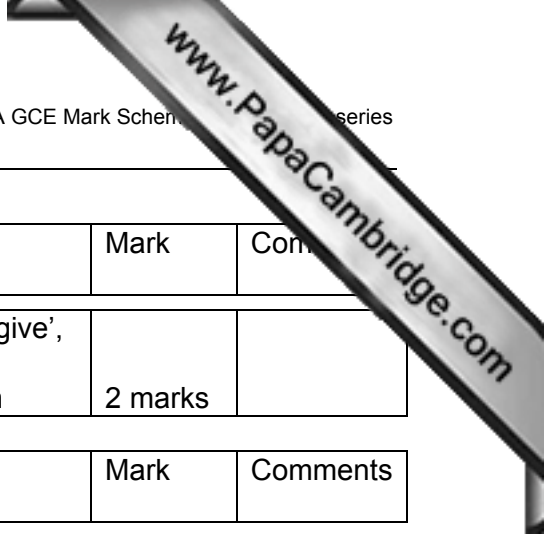 www.PapaCambridge.com
A GCE Mark Schem series
Mark Com
give’,
2 marks
Mark Comments